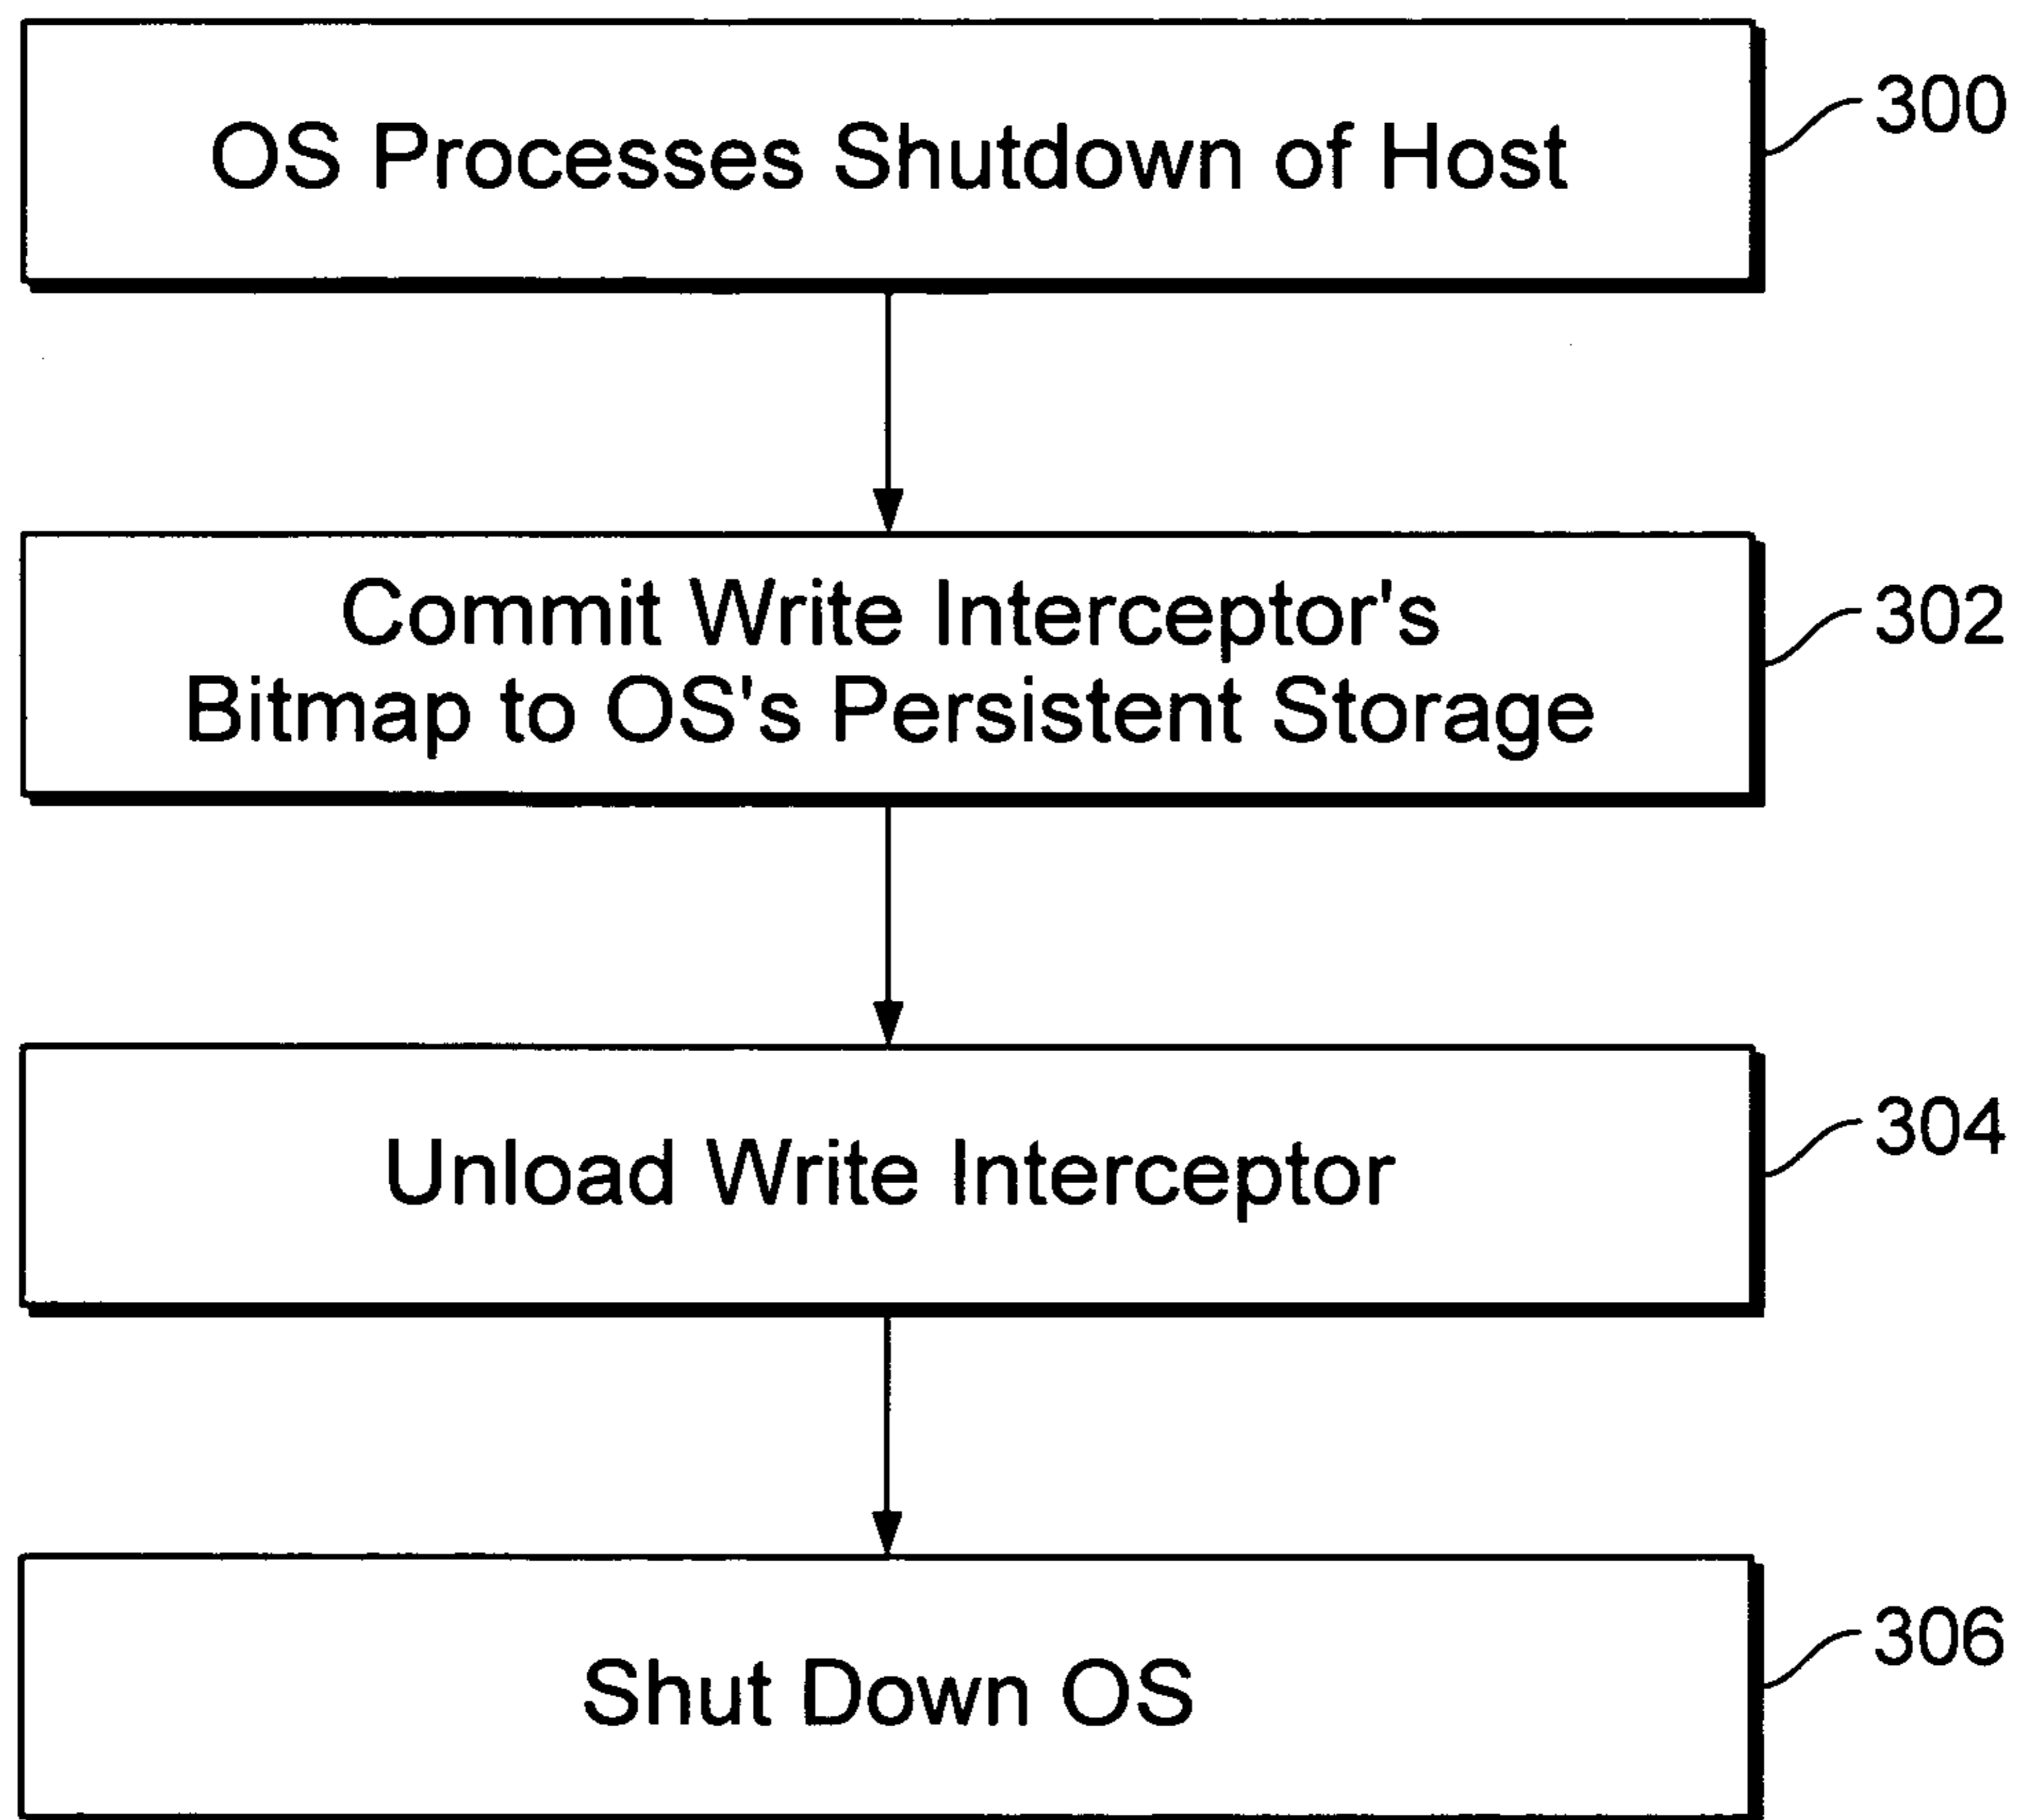 OS Processes Shutdown of Host
300
Commit Write Interceptor's
Bitmap to OS's Persistent Storage
302
Unload Write Interceptor
304
Shut Down OS
306